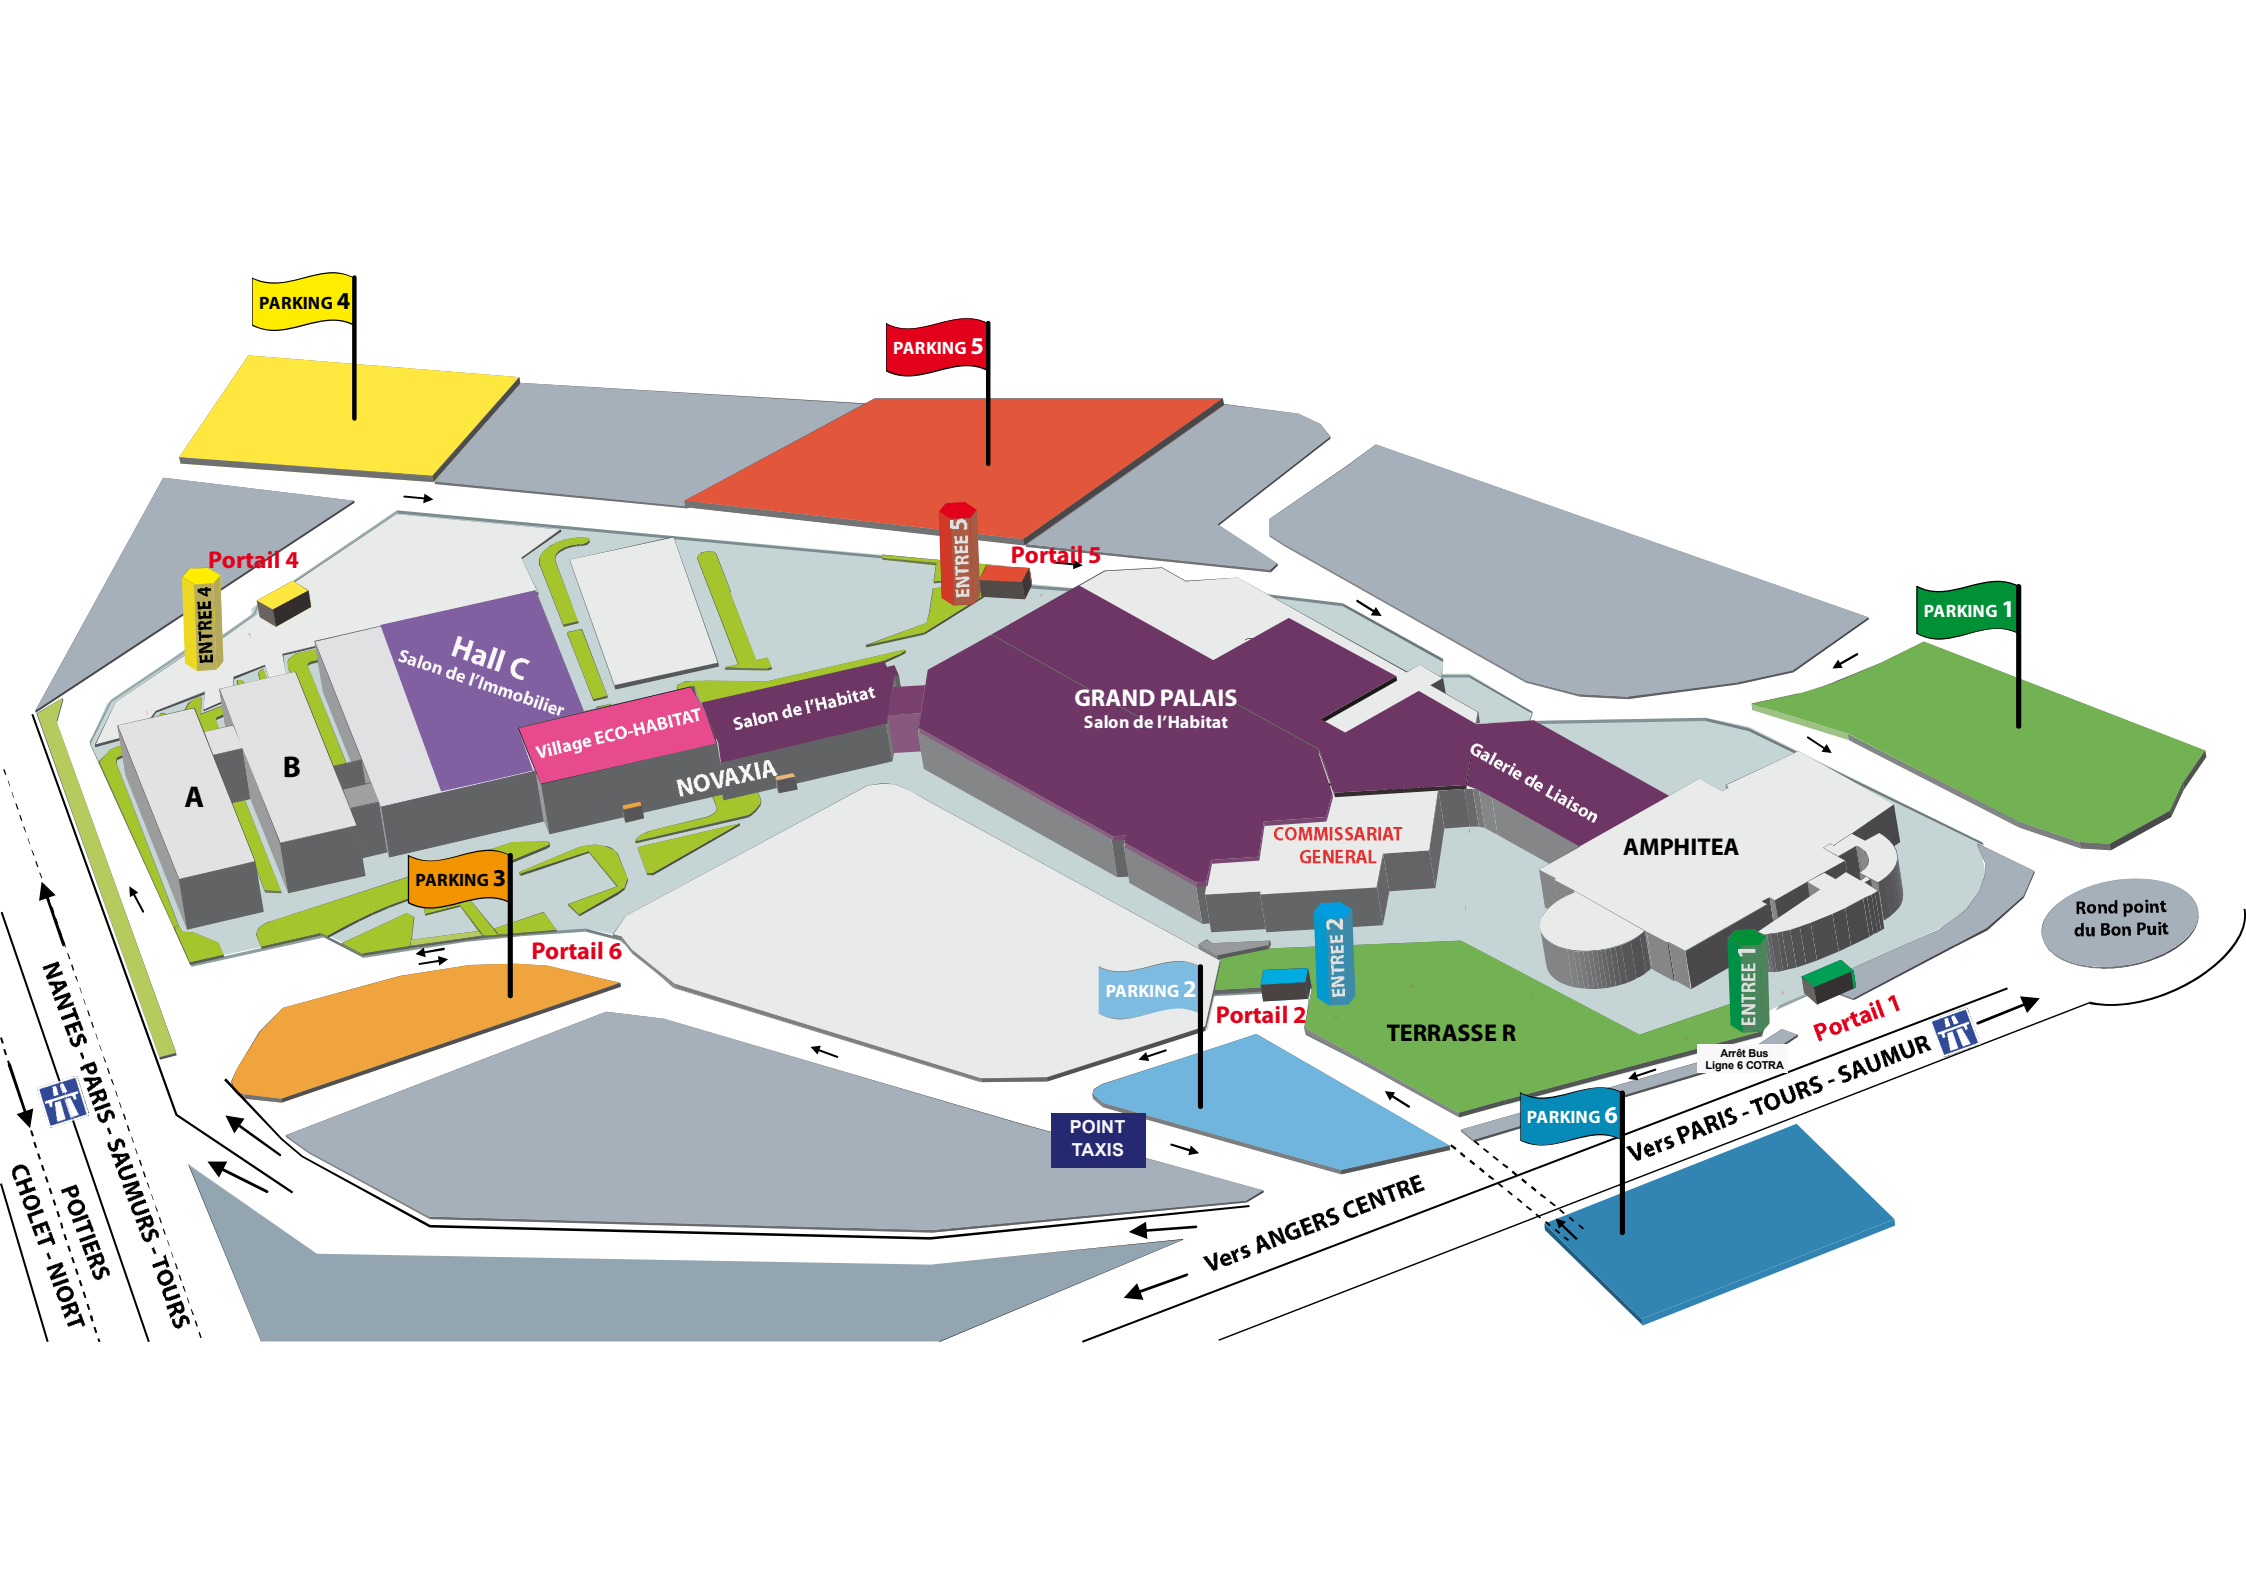 PARKING 4
PARKING 5
Portail 4
ENTREE 4
ENTREE 5
Portail 5
PARKING 1
Hall C
Salon de l'Immobilier
Village ECO-HABITAT
Salon de l'Habitat
NOVAXIA
GRAND PALAIS
Salon de l'Habitat
Galerie de Liaison
A
B
COMMISSARIAT
GENERAL
AMPHITEA
Rond point
du Bon Puit
PARKING 3
Portail 6
PARKING 2
ENTREE 2
Portail 2
TERRASSE R
ENTREE 1
Portail 1
Arrêt Bus
Ligne 6 COTRA
POINT
TAXIS
PARKING 6
Vers PARIS - TOURS - SAUMUR
Vers ANGERS CENTRE
NANTES - PARIS - SAUMURS - TOURS
POITIERS
CHOLET - NIORT